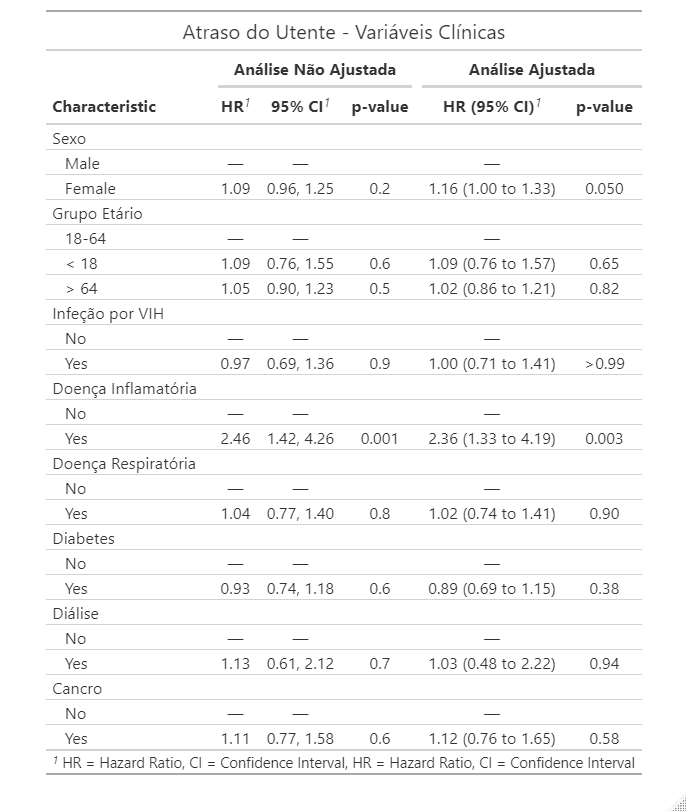 Atraso do Utente - Variáveis Clínicas
Análise Não Ajustada Análise Ajustada
Characteristic HR1 95% CI1 p-value HR (95% CI)1 p-value
Sexo
Male — — —
Female 1.09 0.96, 1.25 0.2 1.16 (1.00 to 1.33) 0.050
Grupo Etário
18-64 — — —
< 18 1.09 0.76, 1.55 0.6 1.09 (0.76 to 1.57) 0.65
> 64 1.05 0.90, 1.23 0.5 1.02 (0.86 to 1.21) 0.82
Infeção por VIH
No — — —
Yes 0.97 0.69, 1.36 0.9 1.00 (0.71 to 1.41) >0.99
Doença Inflamatória
No — — —
Yes 2.46 1.42, 4.26 0.001 2.36 (1.33 to 4.19) 0.003
Doença Respiratória
No — — —
Yes 1.04 0.77, 1.40 0.8 1.02 (0.74 to 1.41) 0.90
Diabetes
No — — —
Yes 0.93 0.74, 1.18 0.6 0.89 (0.69 to 1.15) 0.38
Diálise
No — — —
Yes 1.13 0.61, 2.12 0.7 1.03 (0.48 to 2.22) 0.94
Cancro
No — — —
Yes 1.11 0.77, 1.58 0.6 1.12 (0.76 to 1.65) 0.58
1 HR = Hazard Ratio, CI = Confidence Interval, HR = Hazard Ratio, CI = Confidence Interval